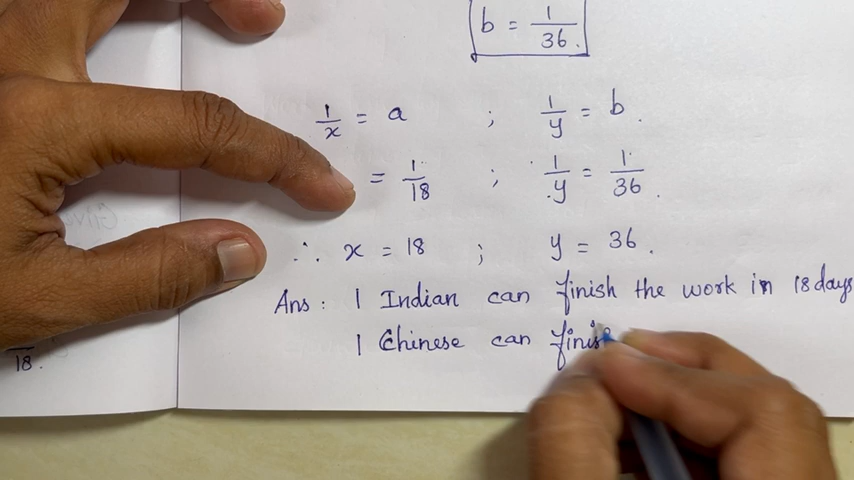 b = 1/36.
1/x = a ; 1/y = b.
= 1/18 ; 1/y = 1/36.
∴ x = 18 ; y = 36.
Ans : 1 Indian can finish the work in 18 days
1 Chinese can finish
18.